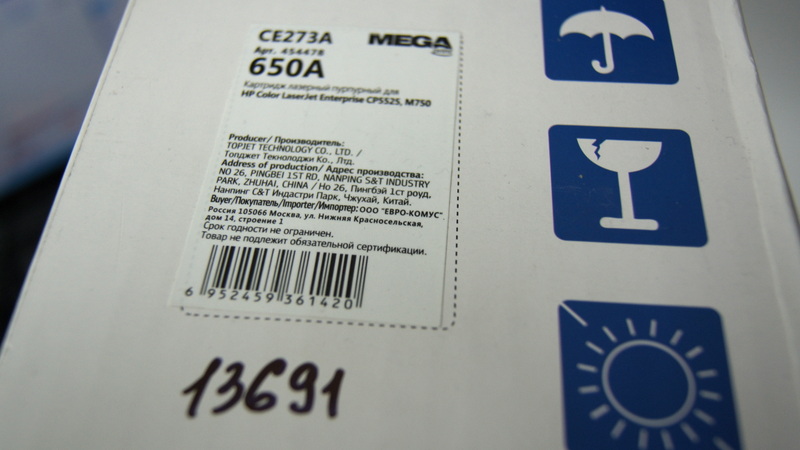 CE273A
MEGA
Арт. 454478
650A
Картридж лазерный пурпурный для
HP Color LaserJet Enterprise CP5525, M750
Producer/ Производитель:
TOPJET TECHNOLOGY CO., LTD. /
Топджет Текнолоджи Ко., Лтд.
Address of production/ Адрес производства:
NO 26, PINGBEI 1ST RD, NANPING S&T INDUSTRY
PARK, ZHUHAI, CHINA / Но 26, Пингбэй 1ст роуд,
Нанпинг С&Т Индастри Парк, Чжухай, Китай.
Buyer/Покупатель/Importer/Импортер: ООО "ЕВРО-КОМУС".
Россия 105066 Москва, ул. Нижняя Красносельская,
дом 14, строение 1
Срок годности не ограничен.
Товар не подлежит обязательной сертификации.
6 952459 361420
13691